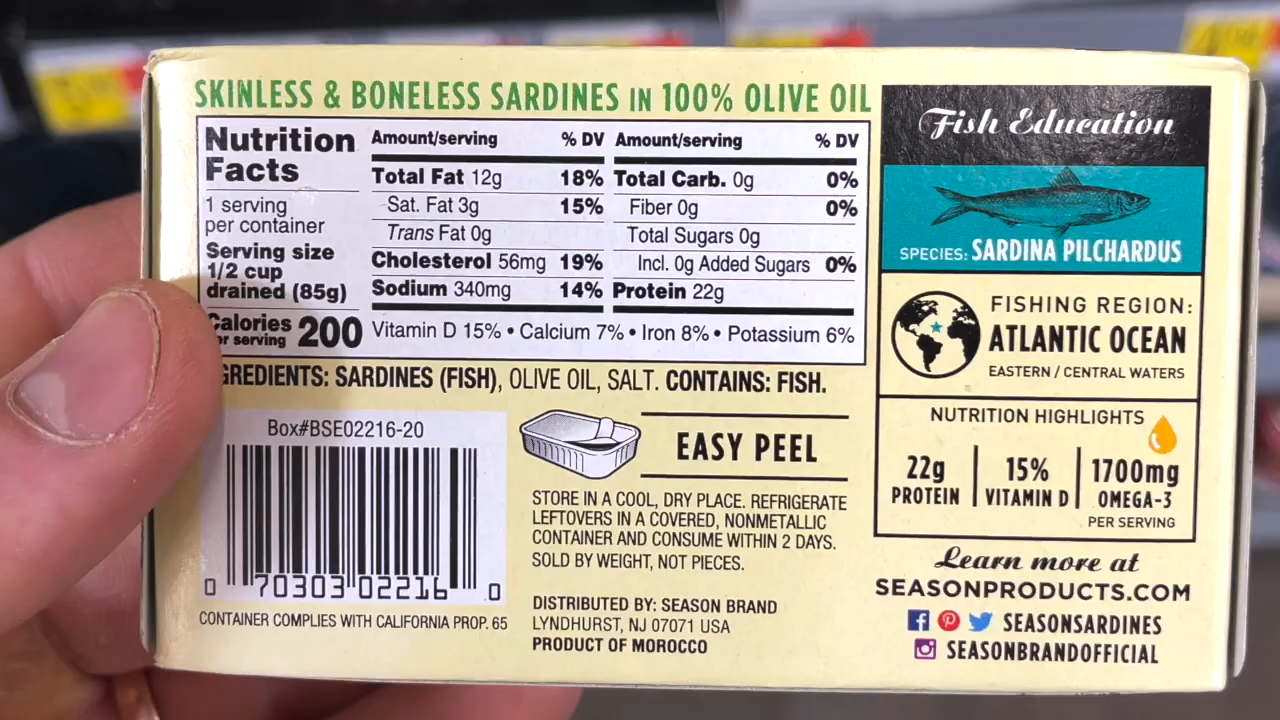 SKINLESS & BONELESS SARDINES IN 100% OLIVE OIL
Nutrition
Facts
1 serving
per container
Serving size
1/2 cup
drained (85g)
Calories
per serving
200
Amount/serving % DV
Total Fat 12g 18%
Sat. Fat 3g 15%
Trans Fat 0g
Cholesterol 56mg 19%
Sodium 340mg 14%
Amount/serving % DV
Total Carb. 0g 0%
Fiber 0g 0%
Total Sugars 0g
Incl. 0g Added Sugars 0%
Protein 22g
Vitamin D 15% • Calcium 7% • Iron 8% • Potassium 6%
GREDIENTS: SARDINES (FISH), OLIVE OIL, SALT. CONTAINS: FISH.
Box#BSE02216-20
0 70303 02216 0
CONTAINER COMPLIES WITH CALIFORNIA PROP. 65
EASY PEEL
STORE IN A COOL, DRY PLACE. REFRIGERATE
LEFTOVERS IN A COVERED, NONMETALLIC
CONTAINER AND CONSUME WITHIN 2 DAYS.
SOLD BY WEIGHT, NOT PIECES.
DISTRIBUTED BY: SEASON BRAND
LYNDHURST, NJ 07071 USA
PRODUCT OF MOROCCO
Fish Education
SPECIES: SARDINA PILCHARDUS
FISHING REGION:
ATLANTIC OCEAN
EASTERN / CENTRAL WATERS
NUTRITION HIGHLIGHTS
22g
PROTEIN
15%
VITAMIN D
1700mg
OMEGA-3
PER SERVING
Learn more at
SEASONPRODUCTS.COM
SEASONSARDINES
SEASONBRANDOFFICIAL